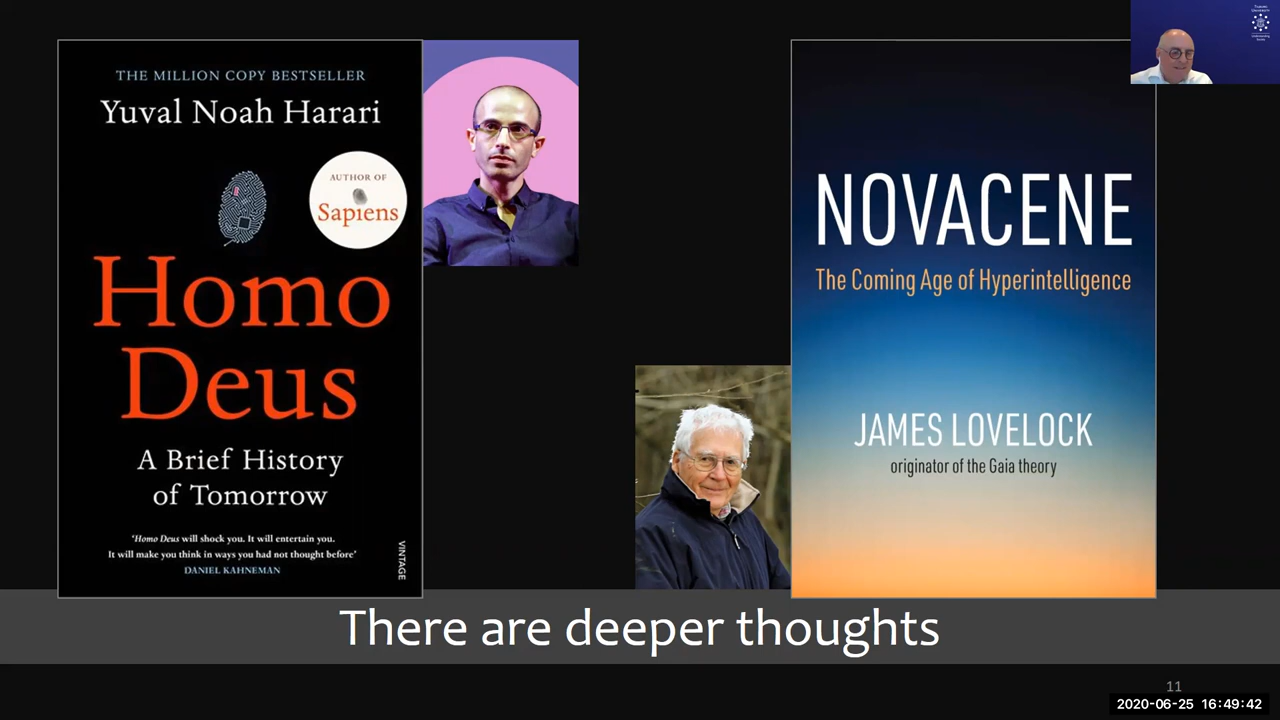 THE MILLION COPY BESTSELLER
Yuval Noah Harari
AUTHOR OF
Sapiens
Homo
Deus
A Brief History
of Tomorrow
‘Homo Deus will shock you. It will entertain you.
It will make you think in ways you had not thought before’
DANIEL KAHNEMAN
VINTAGE
NOVACENE
The Coming Age of Hyperintelligence
JAMES LOVELOCK
originator of the Gaia theory
There are deeper thoughts
11
2020-06-25 16:49:42